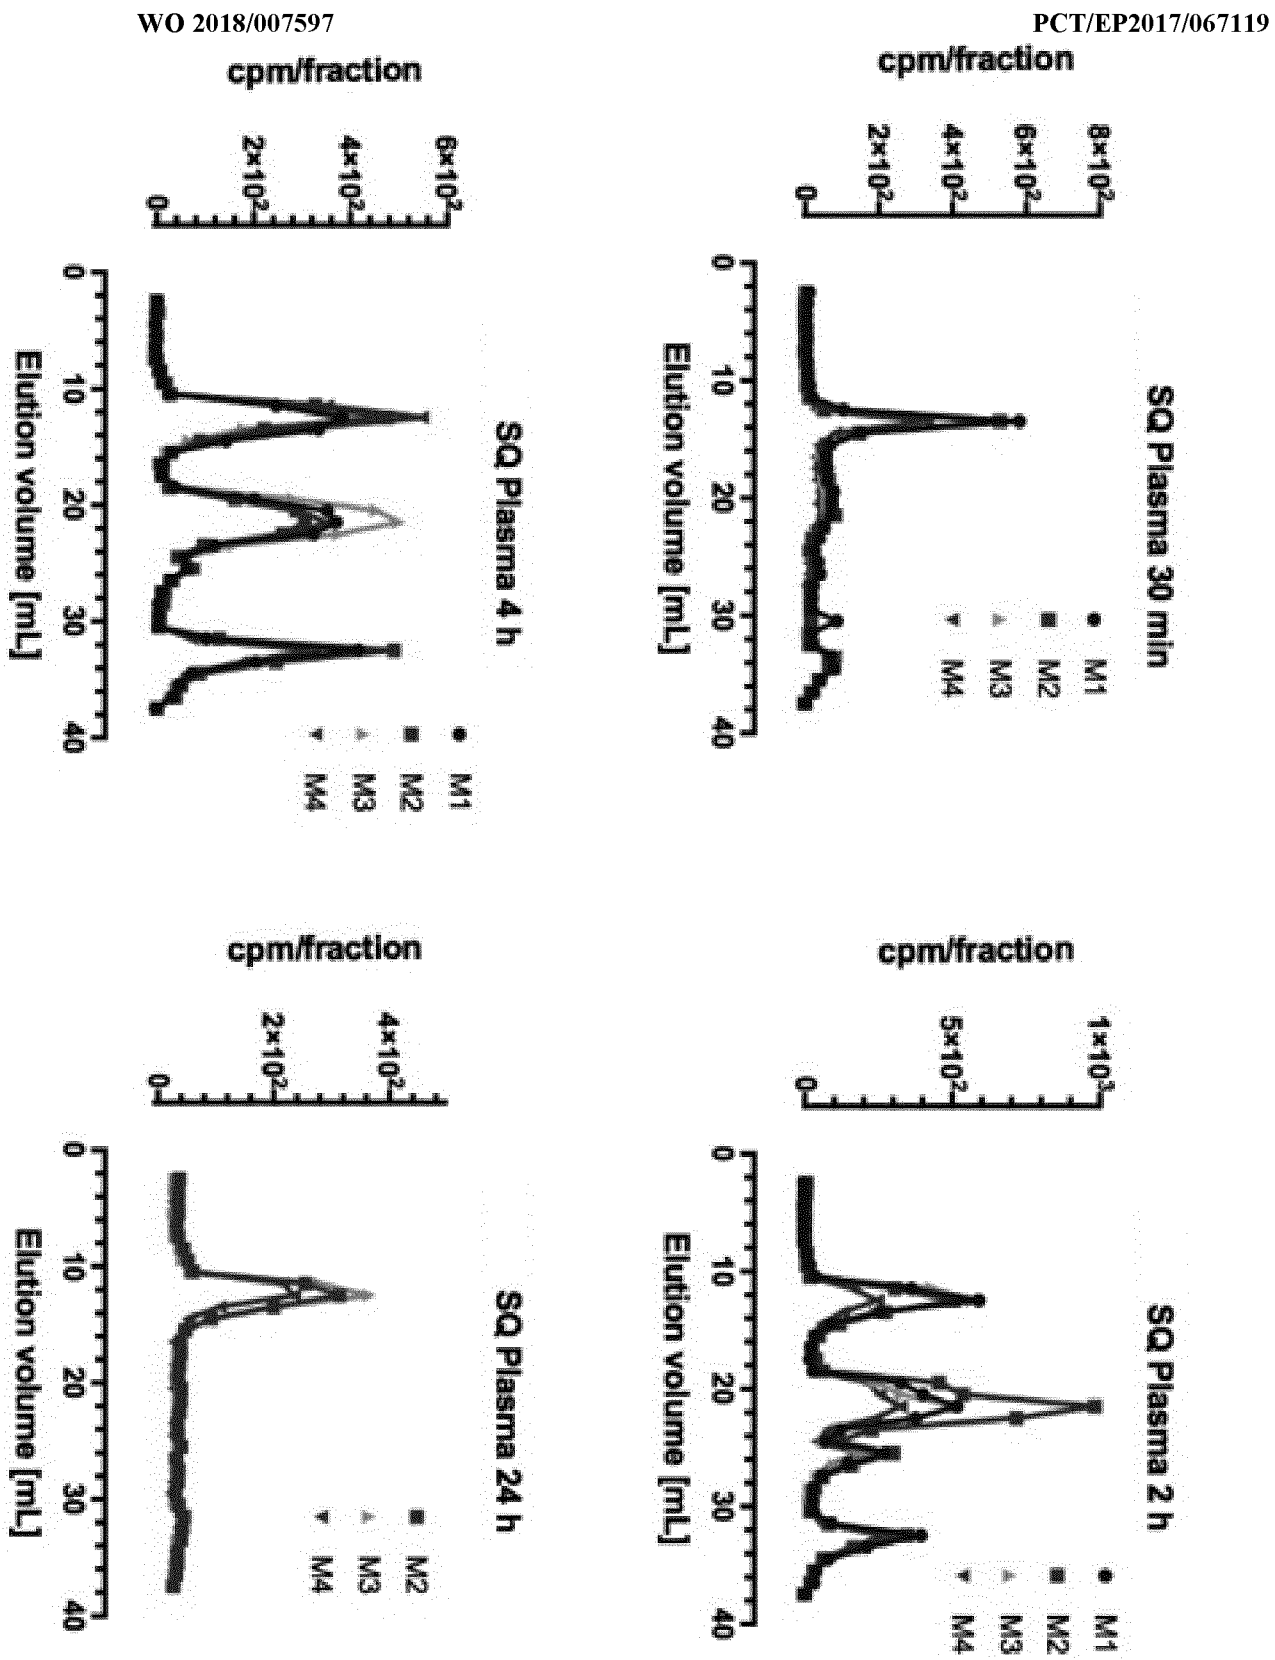 WO 2018/007597
PCT/EP2017/067119
SQ Plasma 30 min
cpm/fraction
8×10²
6×10²
4×10²
2×10²
0
0
10
20
30
40
Elution volume [mL]
M1
M2
M3
M4
SQ Plasma 2 h
cpm/fraction
1×10³
5×10²
0
0
10
20
30
40
Elution volume [mL]
M1
M2
M3
M4
SQ Plasma 4 h
cpm/fraction
6×10²
4×10²
2×10²
0
0
10
20
30
40
Elution volume [mL]
M1
M2
M3
M4
SQ Plasma 24 h
cpm/fraction
4×10²
2×10²
0
0
10
20
30
40
Elution volume [mL]
M2
M3
M4